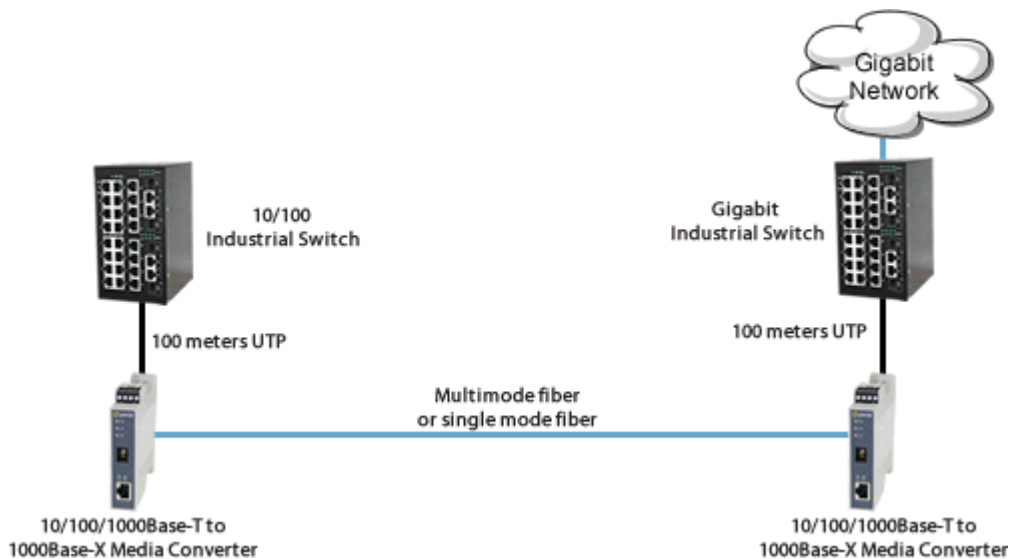 Gigabit
Network
10/100
Industrial Switch
Gigabit
Industrial Switch
100 meters UTP
100 meters UTP
Multimode fiber
or single mode fiber
10/100/1000Base-T to
1000Base-X Media Converter
10/100/1000Base-T to
1000Base-X Media Converter